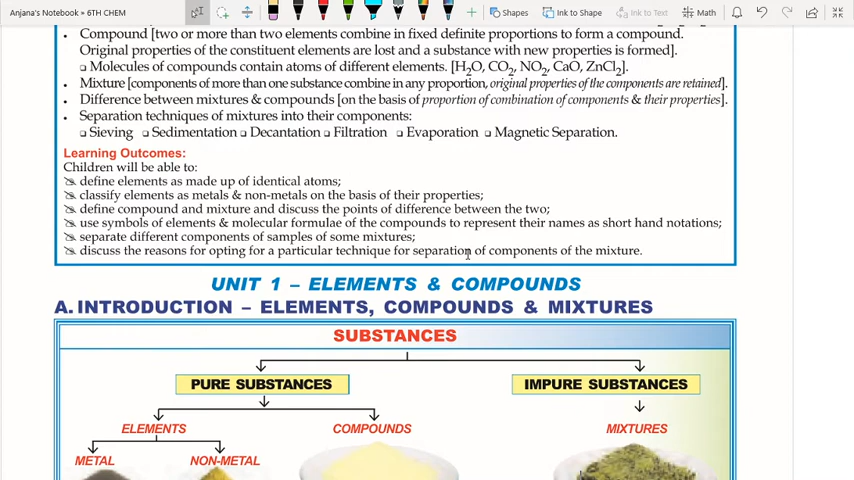 Anjana's Notebook » 6TH CHEM
Shapes Ink to Shape Ink to Text Math
• Compound [two or more than two elements combine in fixed definite proportions to form a compound.
Original properties of the constituent elements are lost and a substance with new properties is formed].
❑ Molecules of compounds contain atoms of different elements. [H₂O, CO₂, NO₂, CaO, ZnCl₂].
• Mixture [components of more than one substance combine in any proportion, original properties of the components are retained].
• Difference between mixtures & compounds [on the basis of proportion of combination of components & their properties].
• Separation techniques of mixtures into their components:
❑ Sieving ❑ Sedimentation ❑ Decantation ❑ Filtration ❑ Evaporation ❑ Magnetic Separation.
Learning Outcomes:
Children will be able to:
define elements as made up of identical atoms;
classify elements as metals & non-metals on the basis of their properties;
define compound and mixture and discuss the points of difference between the two;
use symbols of elements & molecular formulae of the compounds to represent their names as short hand notations;
separate different components of samples of some mixtures;
discuss the reasons for opting for a particular technique for separation of components of the mixture.
UNIT 1 – ELEMENTS & COMPOUNDS
A. INTRODUCTION – ELEMENTS, COMPOUNDS & MIXTURES
SUBSTANCES
PURE SUBSTANCES IMPURE SUBSTANCES
ELEMENTS COMPOUNDS MIXTURES
METAL NON-METAL